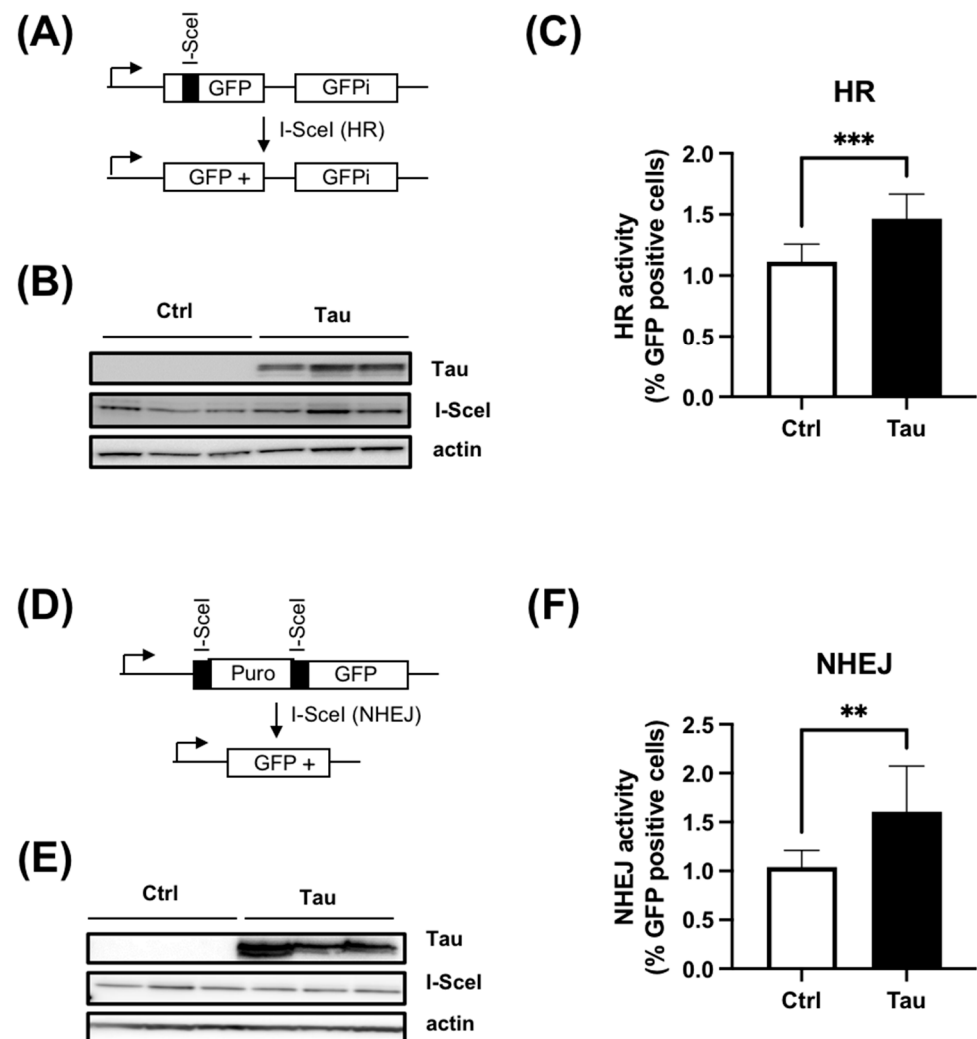 (A)
I-SceI
GFP
GFPi
I-SceI (HR)
GFP +
GFPi
(B)
Ctrl
Tau
Tau
I-SceI
actin
(C)
HR
HR activity
(% GFP positive cells)
2.0
1.5
1.0
0.5
0.0
***
Ctrl
Tau
(D)
I-SceI
I-SceI
Puro
GFP
I-SceI (NHEJ)
GFP +
(E)
Ctrl
Tau
Tau
I-SceI
actin
(F)
NHEJ
NHEJ activity
(% GFP positive cells)
2.5
2.0
1.5
1.0
0.5
0.0
**
Ctrl
Tau